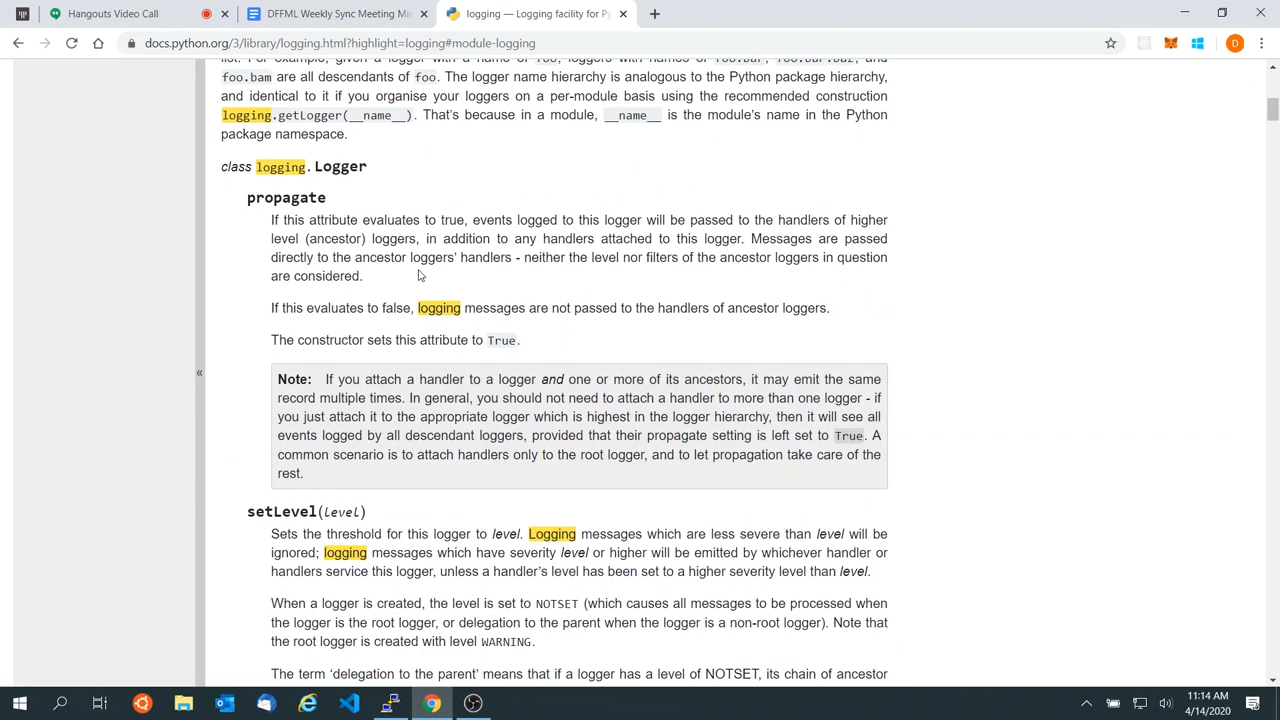 Hangouts Video Call
DFFML Weekly Sync Meeting Mi
logging — Logging facility for Py
docs.python.org/3/library/logging.html?highlight=logging#module-logging
D
list. For example, given a logger with a name of foo, loggers with names of foo.bar, foo.bar.baz, and
foo.bam are all descendants of foo. The logger name hierarchy is analogous to the Python package hierarchy,
and identical to it if you organise your loggers on a per-module basis using the recommended construction
logging.getLogger(__name__). That's because in a module, __name__ is the module's name in the Python
package namespace.
class logging.Logger
propagate
If this attribute evaluates to true, events logged to this logger will be passed to the handlers of higher
level (ancestor) loggers, in addition to any handlers attached to this logger. Messages are passed
directly to the ancestor loggers' handlers - neither the level nor filters of the ancestor loggers in question
are considered.
If this evaluates to false, logging messages are not passed to the handlers of ancestor loggers.
The constructor sets this attribute to True.
«
Note: If you attach a handler to a logger and one or more of its ancestors, it may emit the same
record multiple times. In general, you should not need to attach a handler to more than one logger - if
you just attach it to the appropriate logger which is highest in the logger hierarchy, then it will see all
events logged by all descendant loggers, provided that their propagate setting is left set to True. A
common scenario is to attach handlers only to the root logger, and to let propagation take care of the
rest.
setLevel(level)
Sets the threshold for this logger to level. Logging messages which are less severe than level will be
ignored; logging messages which have severity level or higher will be emitted by whichever handler or
handlers service this logger, unless a handler's level has been set to a higher severity level than level.
When a logger is created, the level is set to NOTSET (which causes all messages to be processed when
the logger is the root logger, or delegation to the parent when the logger is a non-root logger). Note that
the root logger is created with level WARNING.
The term 'delegation to the parent' means that if a logger has a level of NOTSET, its chain of ancestor
11:14 AM
4/14/2020